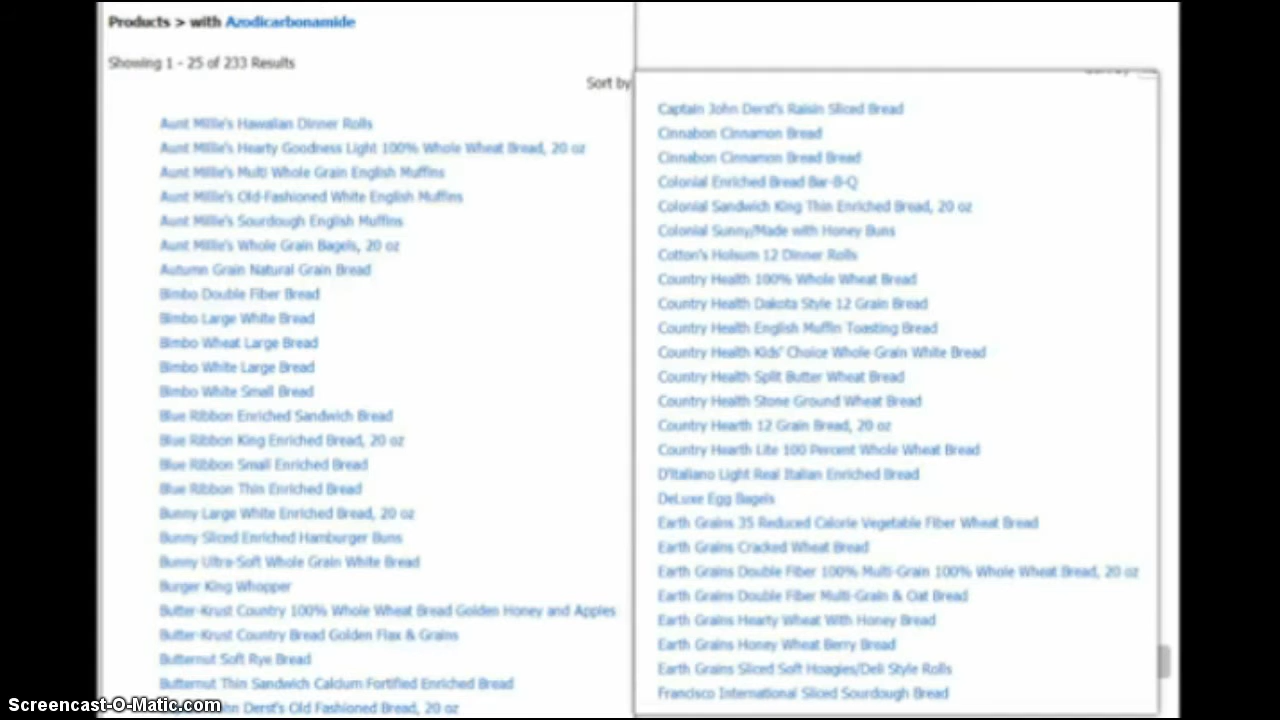 Products > with Azodicarbonamide
Showing 1 - 25 of 233 Results
Sort by
Aunt Millie's Hawaiian Dinner Rolls
Aunt Millie's Hearty Goodness Light 100% Whole Wheat Bread, 20 oz
Aunt Millie's Multi Whole Grain English Muffins
Aunt Millie's Old-Fashioned White English Muffins
Aunt Millie's Sourdough English Muffins
Aunt Millie's Whole Grain Bagels, 20 oz
Autumn Grain Natural Grain Bread
Bimbo Double Fiber Bread
Bimbo Large White Bread
Bimbo Wheat Large Bread
Bimbo White Large Bread
Bimbo White Small Bread
Blue Ribbon Enriched Sandwich Bread
Blue Ribbon King Enriched Bread, 20 oz
Blue Ribbon Small Enriched Bread
Blue Ribbon Thin Enriched Bread
Bunny Large White Enriched Bread, 20 oz
Bunny Sliced Enriched Hamburger Buns
Bunny Ultra-Soft Whole Grain White Bread
Burger King Whopper
Butter-Krust Country 100% Whole Wheat Bread Golden Honey and Apples
Butter-Krust Country Bread Golden Flax & Grains
Butternut Soft Rye Bread
Butternut Thin Sandwich Calcium Fortified Enriched Bread
John Derst's Old Fashioned Bread, 20 oz
Captain John Derst's Raisin Sliced Bread
Cinnabon Cinnamon Bread
Cinnabon Cinnamon Bread Bread
Colonial Enriched Bread Bar-B-Q
Colonial Sandwich King Thin Enriched Bread, 20 oz
Colonial Sunny/Made with Honey Buns
Cotton's Holsum 12 Dinner Rolls
Country Health 100% Whole Wheat Bread
Country Health Dakota Style 12 Grain Bread
Country Health English Muffin Toasting Bread
Country Health Kids' Choice Whole Grain White Bread
Country Health Split Butter Wheat Bread
Country Health Stone Ground Wheat Bread
Country Hearth 12 Grain Bread, 20 oz
Country Hearth Lite 100 Percent Whole Wheat Bread
D'Italiano Light Real Italian Enriched Bread
DeLuxe Egg Bagels
Earth Grains 35 Reduced Calorie Vegetable Fiber Wheat Bread
Earth Grains Cracked Wheat Bread
Earth Grains Double Fiber 100% Multi-Grain 100% Whole Wheat Bread, 20 oz
Earth Grains Double Fiber Multi-Grain & Oat Bread
Earth Grains Hearty Wheat With Honey Bread
Earth Grains Honey Wheat Berry Bread
Earth Grains Sliced Soft Hoagies/Deli Style Rolls
Francisco International Sliced Sourdough Bread
Screencast-O-Matic.com